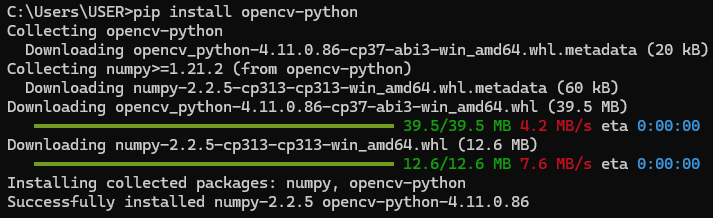 C:\Users\USER>pip install opencv-python
Collecting opencv-python
  Downloading opencv_python-4.11.0.86-cp37-abi3-win_amd64.whl.metadata (20 kB)
Collecting numpy>=1.21.2 (from opencv-python)
  Downloading numpy-2.2.5-cp313-cp313-win_amd64.whl.metadata (60 kB)
Downloading opencv_python-4.11.0.86-cp37-abi3-win_amd64.whl (39.5 MB)
39.5/39.5 MB 4.2 MB/s eta 0:00:00
Downloading numpy-2.2.5-cp313-cp313-win_amd64.whl (12.6 MB)
12.6/12.6 MB 7.6 MB/s eta 0:00:00
Installing collected packages: numpy, opencv-python
Successfully installed numpy-2.2.5 opencv-python-4.11.0.86